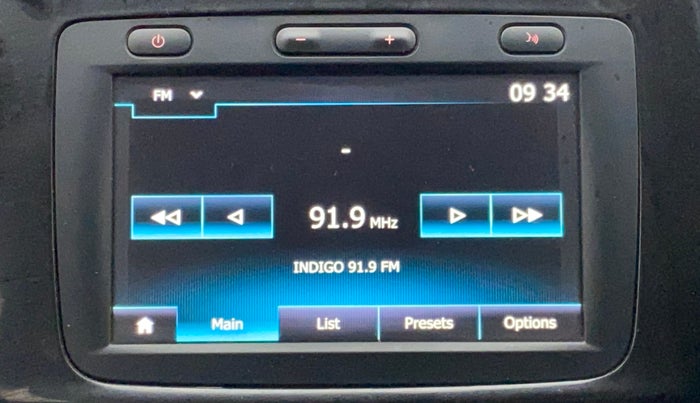 FM
09 34
-
91.9 MHz
INDIGO 91.9 FM
Main List Presets Options